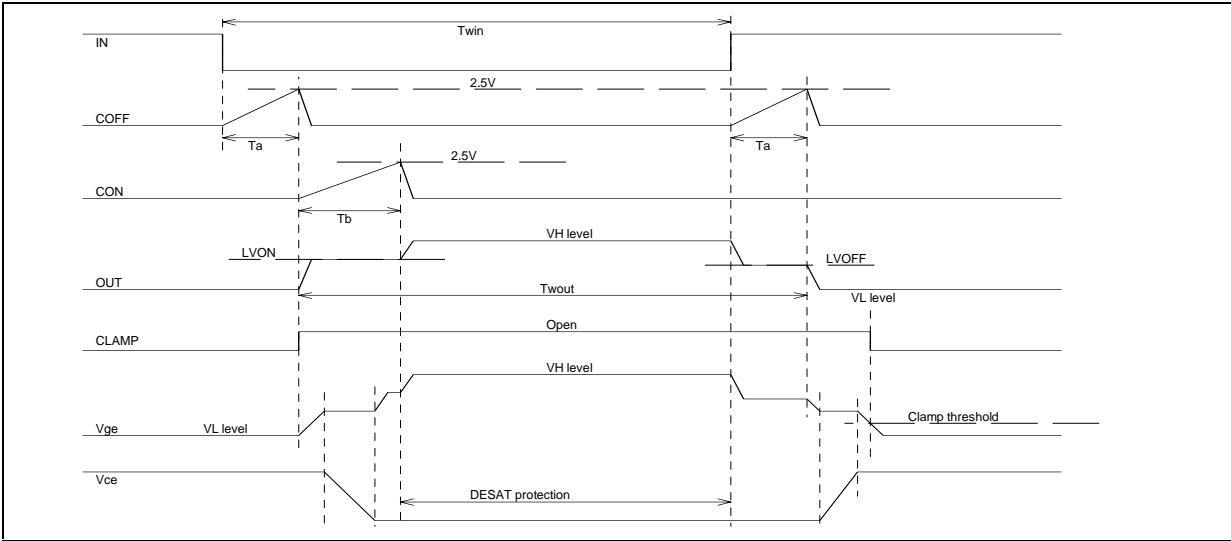 Twin
IN
2.5V
COFF
Ta
Ta
2.5V
CON
Tb
VH level
LVON
LVOFF
OUT
Twout
VL level
Open
CLAMP
VH level
Clamp threshold
Vge
VL level
Vce
DESAT protection